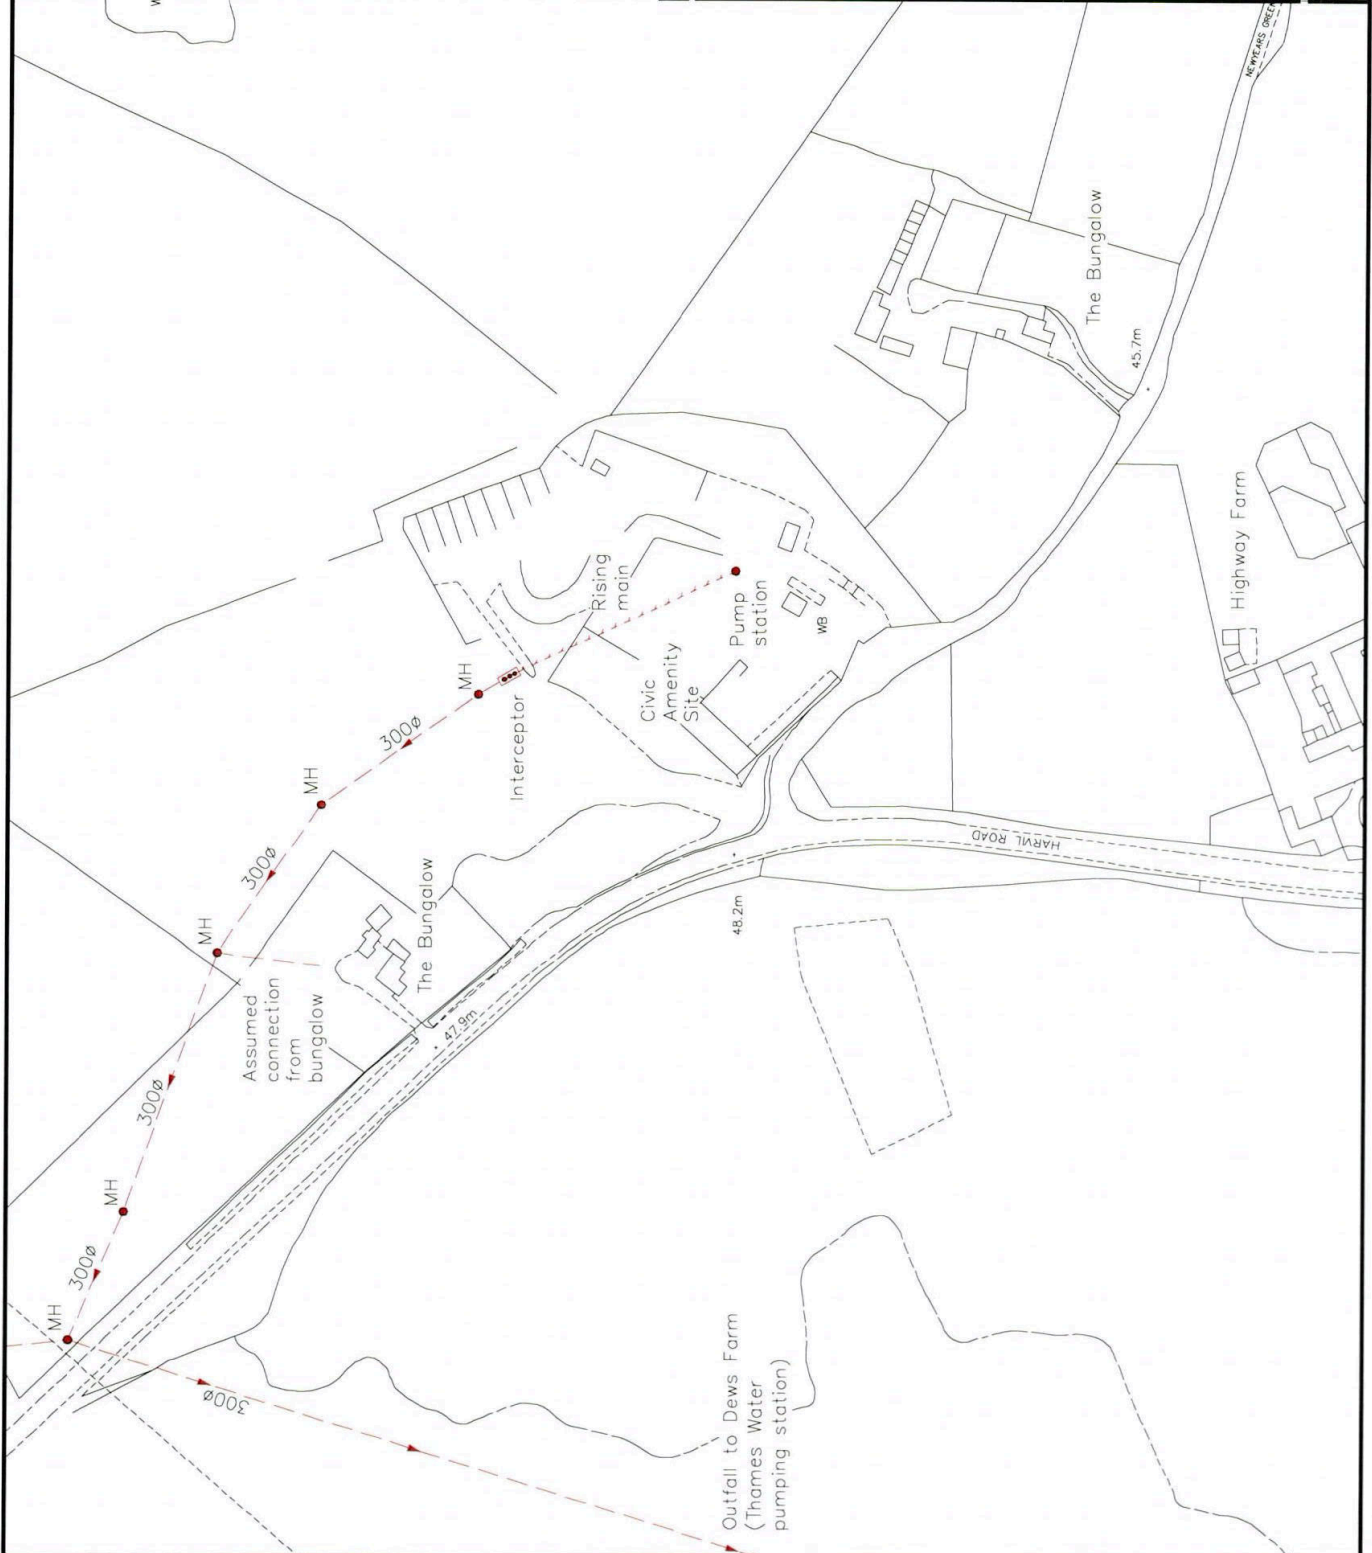 NEWYEARS GREEN
The Bungalow
45.7m
Highway Farm
Rising
main
Pump
station
WB
Civic
Amenity
Site
MH
Interceptor
300ø
MH
300ø
MH
HARVIL ROAD
48.2m
The Bungalow
47.9m
Assumed
connection
from
bungalow
300ø
MH
300ø
MH
300ø
Outfall to Dews Farm
(Thames Water
pumping station)